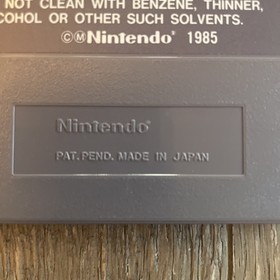 NOT CLEAN WITH BENZENE, THINNER,
COHOL OR OTHER SUCH SOLVENTS.
©Ⓜ Nintendo® 1985
Nintendo®
PAT. PEND. MADE IN JAPAN